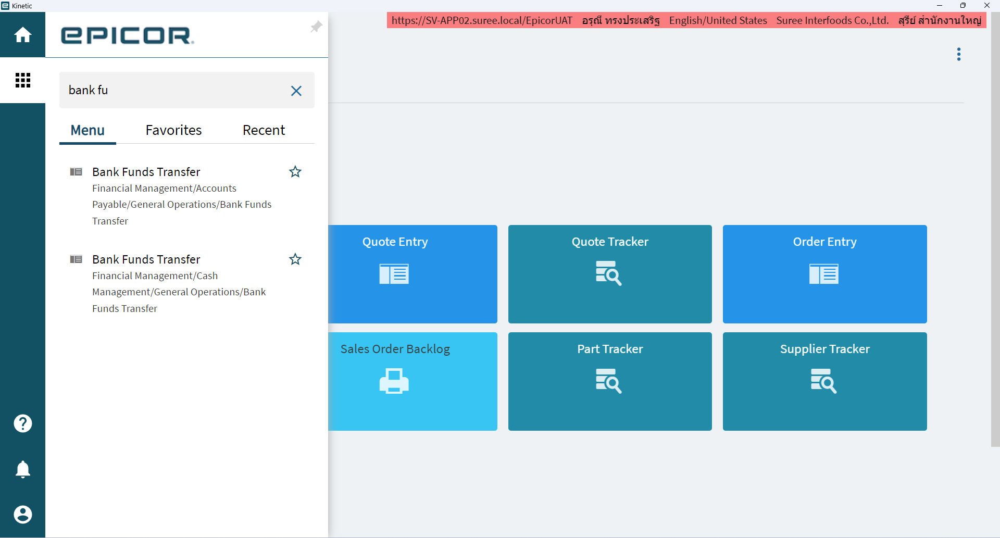 Kinetic
https://SV-APP02.suree.local/EpicorUAT อรุณี ทรงประเสริฐ English/United States Suree Interfoods Co.,Ltd. สุรีย์ สำนักงานใหญ่
EPICOR
bank fu
Menu Favorites Recent
Bank Funds Transfer
Financial Management/Accounts
Payable/General Operations/Bank Funds
Transfer
Bank Funds Transfer
Financial Management/Cash
Management/General Operations/Bank
Funds Transfer
Quote Entry Quote Tracker Order Entry
Sales Order Backlog Part Tracker Supplier Tracker